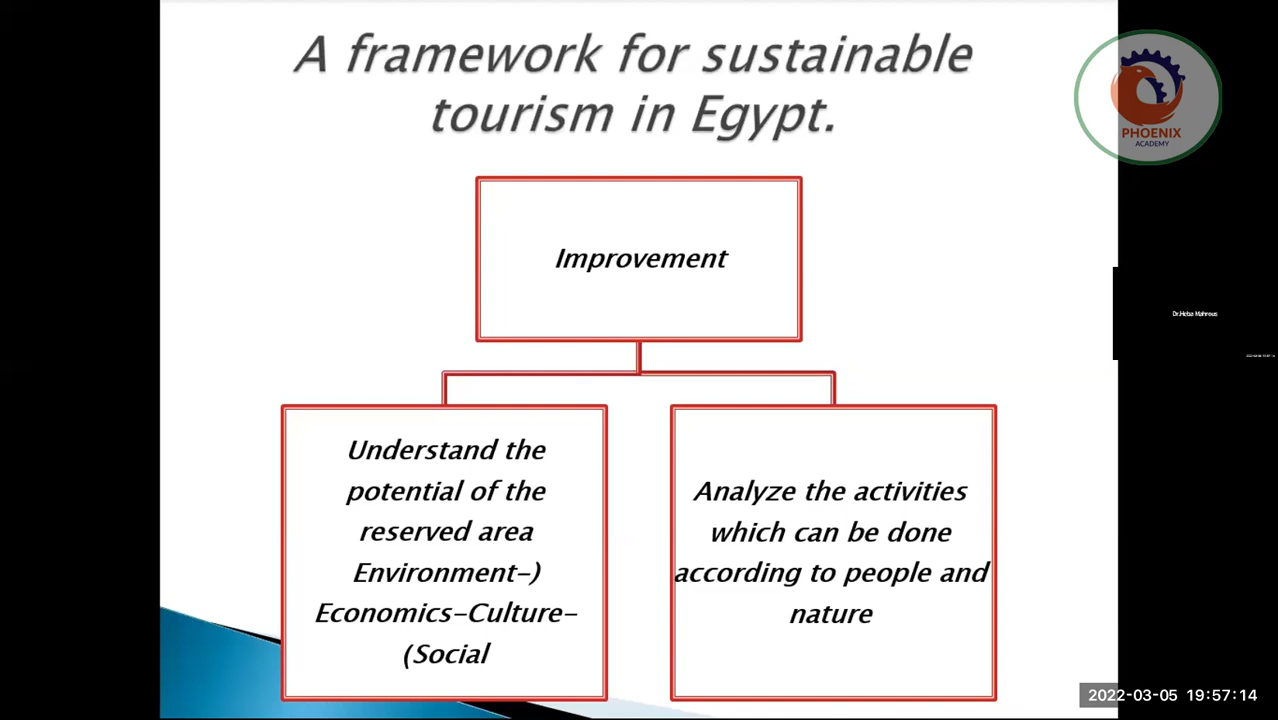 A framework for sustainable
tourism in Egypt.
PHOENIX
ACADEMY
Improvement
Dr.Heba Mahrous
Understand the
potential of the
reserved area
Environment-)
Economics-Culture-
(Social
Analyze the activities
which can be done
according to people and
nature
2022-03-05 19:57:14